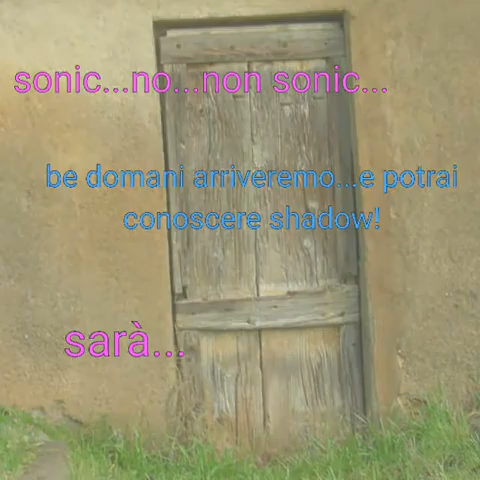 sonic...no...non sonic...
be domani arriveremo...e potrai
conoscere shadow!
sarà...